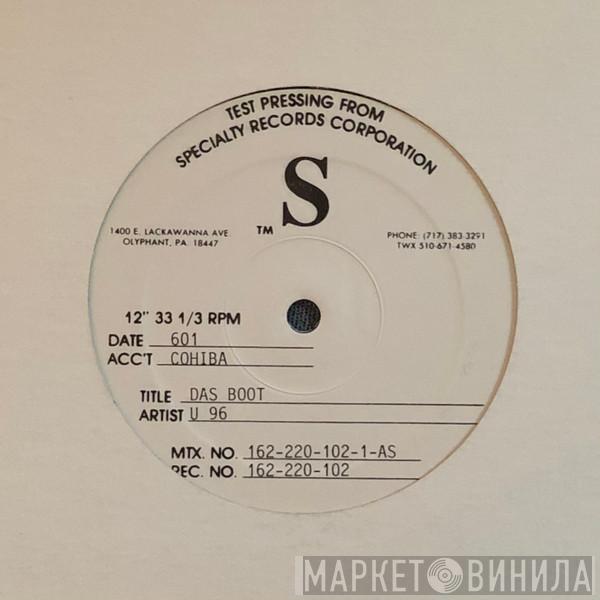 TEST PRESSING FROM
SPECIALTY RECORDS CORPORATION
S
TM
1400 E. LACKAWANNA AVE
OLYPHANT, PA 18447
PHONE: (717) 383-3291
TWX 510-671-4580
12" 33 1/3 RPM
DATE 601
ACC'T COHIBA
TITLE DAS BOOT
ARTIST U 96
MTX. NO. 162-220-102-1-AS
REC. NO. 162-220-102
МАРКЕТ ВИНИЛА